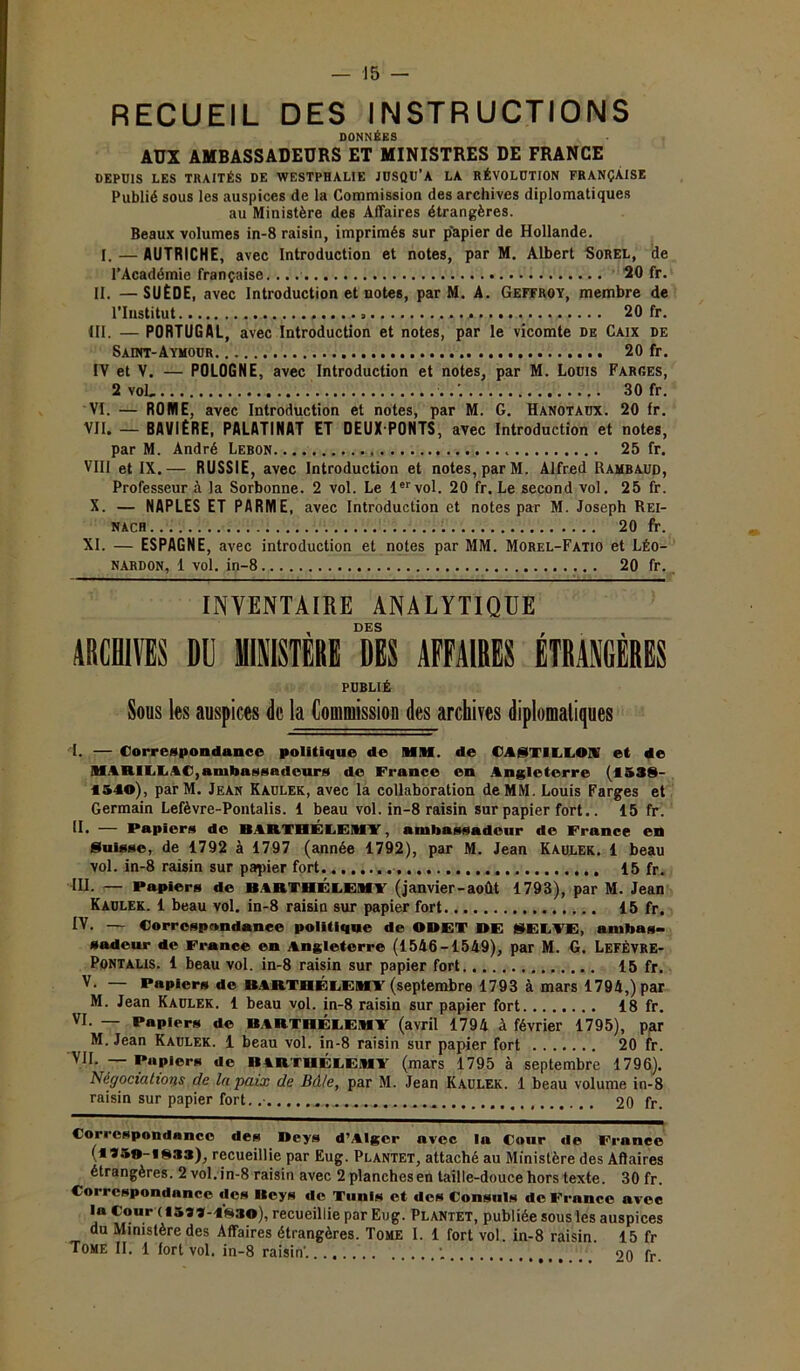 — 15 —
RECUEIL DES INSTRUCTIONS
DONNÉES
AUX AMBASSADEURS ET MINISTRES DE FRANCE
DEPUIS LES TRAITÉS DE WESTPHALIE JUSQU'A LA RÉVOLUTION FRANÇAISE
Publié sous les auspices de la Commission des archives diplomatiques
au Ministère des Affaires étrangères.
Beaux volumes in-8 raisin, imprimés sur papier de Hollande.
I. — AUTRICHE, avec Introduction et notes, par M. Albert SOREL, de
l'Académie française.... 20 fr.
II. — SUÈDE, avec Introduction et notes, par M. A. GEFFROY, membre de
l'Institut.... 20 fr.
III. — PORTUGAL, avec Introduction et notes, par le vicomte DE CAIX DE
SAINT-AYMOUR.... 20 fr.
IV et V. — POLOGNE, avec Introduction et notes, par M. LOUIS FARGES,
2 vol.... 30 fr.
VI. — ROME, avec Introduction et notes, par M. G. HANOTAUX. 20 fr.
VII. — BAVIÈRE, PALATINAT ET DEUX-PONTS, avec Introduction et notes,
par M. André LEBON.... 25 fr.
VIII et IX. — RUSSIE, avec Introduction et notes, par M. Alfred RAMBAUD,
Professeur à la Sorbonne. 2 vol. Le 1er vol. 20 fr. Le second vol. 25 fr.
X. — NAPLES ET PARME, avec Introduction et notes par M. Joseph REI-
NACH.... 20 fr.
XI. — ESPAGNE, avec introduction et notes par MM. MOREL-FATIO et LÉO-
NARDON, 1 vol. in-8.... 20 fr.
INVENTAIRE ANALYTIQUE
DES
ARCHIVES DU MINISTÈRE DES AFFAIRES ÉTRANGÈRES
PUBLIÉ
Sous les auspices de la Commission des archives diplomatiques
I. — Correspondance politique de MM. de CASTILLON et de
MARILLAC, ambassadeurs de France en Angleterre (1538-
1540), par M. JEAN KAULEK, avec la collaboration de MM. Louis Farges et
Germain Lefèvre-Pontalis. 1 beau vol. in-8 raisin sur papier fort.. 15 fr.
II. — Papiers de BARTHÉLEMY, ambassadeur de France en
Suisse, de 1792 à 1797 (année 1792), par M. Jean KAULEK. 1 beau
vol. in-8 raisin sur papier fort.... 15 fr.
III. — Papiers de BARTHÉLEMY (janvier-août 1793), par M. Jean
KAULEK. 1 beau vol. in-8 raisin sur papier fort.... 15 fr.
IV. — Correspondance politique de ODET DE SELVE, ambas-
sadeur de France en Angleterre (1546-1549), par M. G. LEFÈVRE-
PONTALIS. 1 beau vol. in-8 raisin sur papier fort.... 15 fr.
V. — Papiers de BARTHÉLEMY (septembre 1793 à mars 1794,) par
M. Jean KAULEK. 1 beau vol. in-8 raisin sur papier fort.... 18 fr.
VI. — Papiers de BARTHÉLEMY (avril 1794 à février 1795), par
M. Jean KAULEK. 1 beau vol. in-8 raisin sur papier fort.... 20 fr.
VII. — Papiers de BARTHÉLEMY (mars 1795 à septembre 1796).
Négociations de la paix de Bâle, par M. Jean KAULEK. 1 beau volume in-8
raisin sur papier fort.... 20 fr.
Correspondance des Deys d'Alger avec la Cour de France
(1759-1833), recueillie par Eug. PLANTET, attaché au Ministère des Affaires
étrangères. 2 vol. in-8 raisin avec 2 planches en taille-douce hors texte. 30 fr.
Correspondance des Beys de Tunis et des Consuls de France avec
la Cour (1577-1830), recueillie par Eug. PLANTET, publiée sous les auspices
du Ministère des Affaires étrangères. TOME I. 1 fort vol. in-8 raisin. 15 fr
TOME II. 1 fort vol. in-8 raisin.... 20 fr.